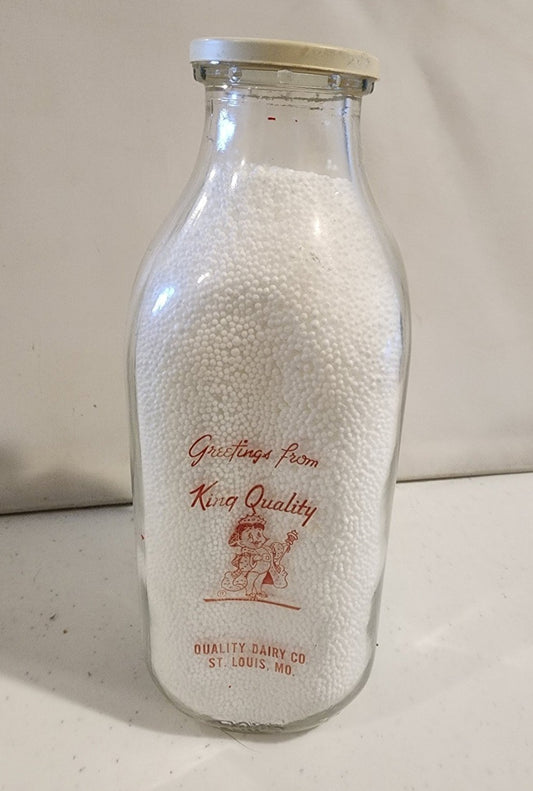 Greetings from
King Quality
QUALITY DAIRY CO
ST. LOUIS, MO.